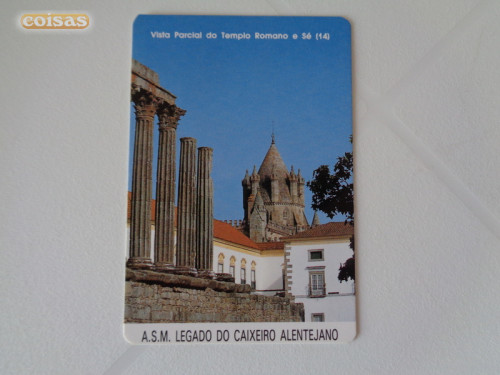 coisas
Vista Parcial do Templo Romano e Sé (14)
A.S.M. LEGADO DO CAIXEIRO ALENTEJANO